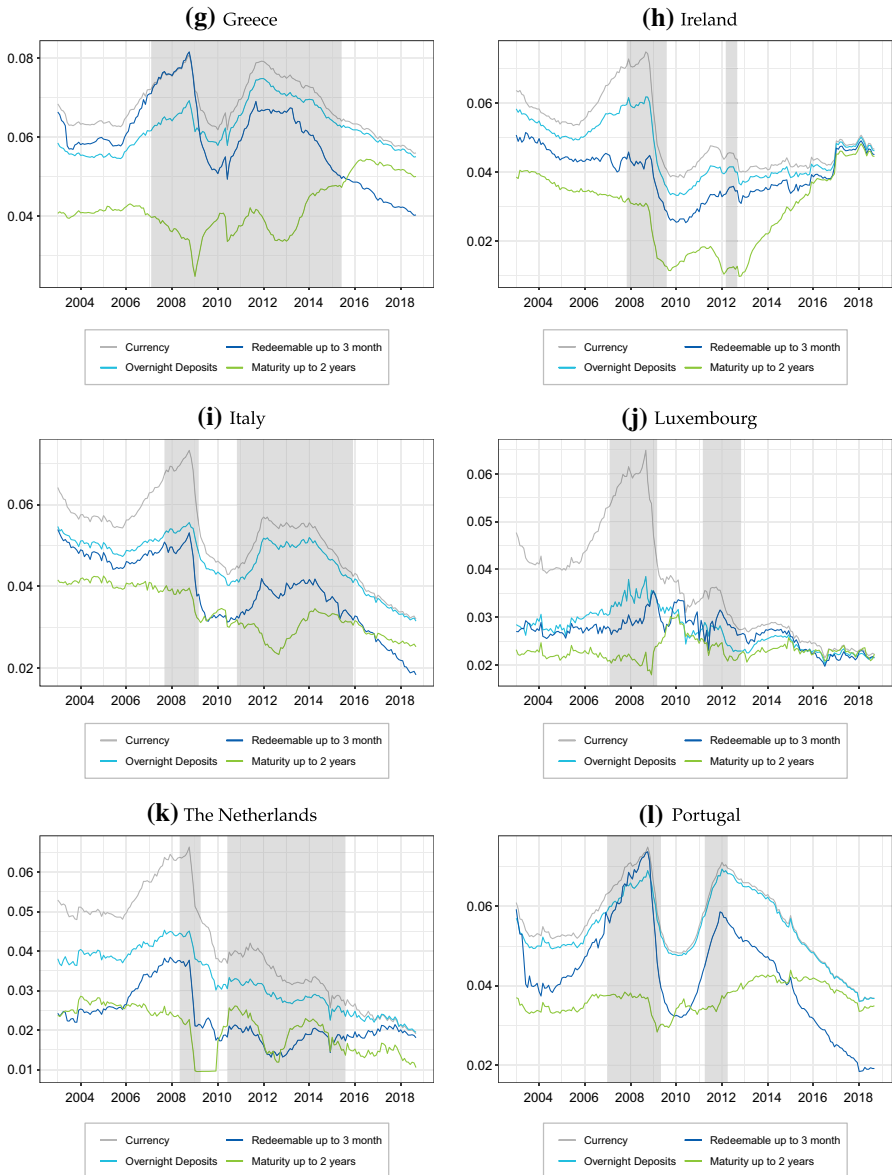 (g) Greece
0.08
0.06
0.04
2004 2006 2008 2010 2012 2014 2016 2018
Currency Redeemable up to 3 month
Overnight Deposits Maturity up to 2 years
(h) Ireland
0.06
0.04
0.02
2004 2006 2008 2010 2012 2014 2016 2018
Currency Redeemable up to 3 month
Overnight Deposits Maturity up to 2 years
(i) Italy
0.06
0.04
0.02
2004 2006 2008 2010 2012 2014 2016 2018
Currency Redeemable up to 3 month
Overnight Deposits Maturity up to 2 years
(j) Luxembourg
0.06
0.05
0.04
0.03
0.02
2004 2006 2008 2010 2012 2014 2016 2018
Currency Redeemable up to 3 month
Overnight Deposits Maturity up to 2 years
(k) The Netherlands
0.06
0.05
0.04
0.03
0.02
0.01
2004 2006 2008 2010 2012 2014 2016 2018
Currency Redeemable up to 3 month
Overnight Deposits Maturity up to 2 years
(l) Portugal
0.06
0.04
0.02
2004 2006 2008 2010 2012 2014 2016 2018
Currency Redeemable up to 3 month
Overnight Deposits Maturity up to 2 years